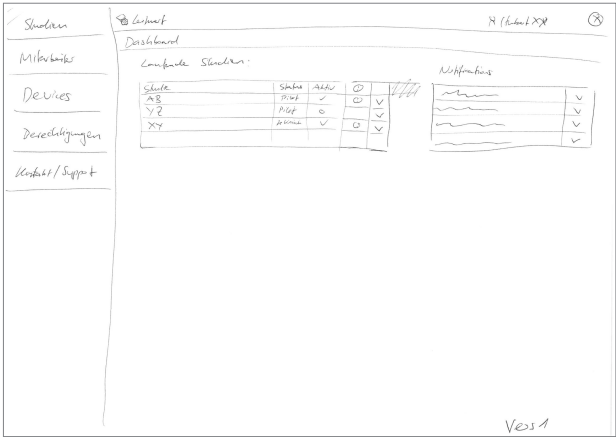 Studien
Mitarbeiter
Devices
Berechtigungen
Kontakt / Support
Dashboard
Laufende Studien:
Studie Status Aktiv
AB Pilot
YZ Pilot
XY
Notifications
Vers 1